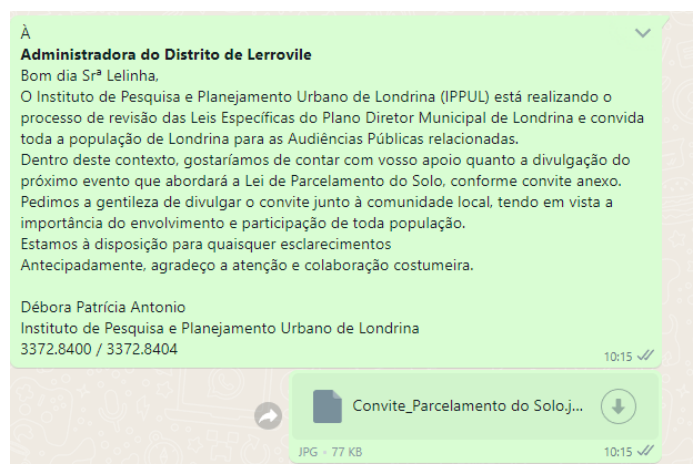 À
Administradora do Distrito de Lerrovile
Bom dia Srª Lelinha,
O Instituto de Pesquisa e Planejamento Urbano de Londrina (IPPUL) está realizando o
processo de revisão das Leis Específicas do Plano Diretor Municipal de Londrina e convida
toda a população de Londrina para as Audiências Públicas relacionadas.
Dentro deste contexto, gostaríamos de contar com vosso apoio quanto a divulgação do
próximo evento que abordará a Lei de Parcelamento do Solo, conforme convite anexo.
Pedimos a gentileza de divulgar o convite junto à comunidade local, tendo em vista a
importância do envolvimento e participação de toda população.
Estamos à disposição para quaisquer esclarecimentos
Antecipadamente, agradeço a atenção e colaboração costumeira.
Débora Patrícia Antonio
Instituto de Pesquisa e Planejamento Urbano de Londrina
3372.8400 / 3372.8404
10:15
Convite_Parcelamento do Solo.j...
JPG • 77 KB
10:15